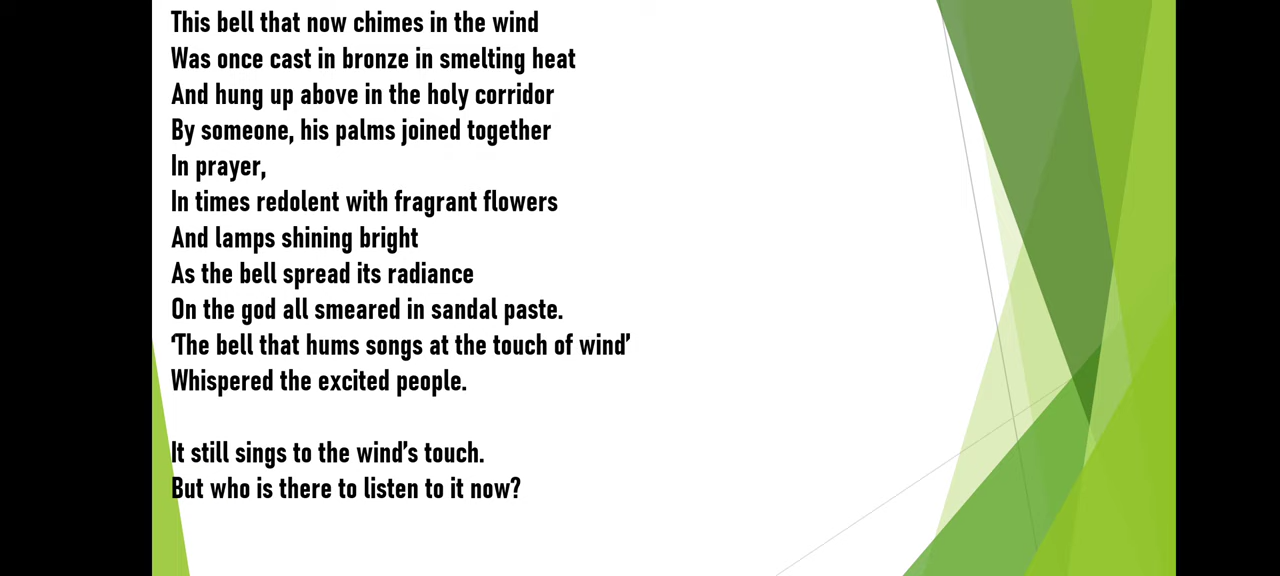 This bell that now chimes in the wind
Was once cast in bronze in smelting heat
And hung up above in the holy corridor
By someone, his palms joined together
In prayer,
In times redolent with fragrant flowers
And lamps shining bright
As the bell spread its radiance
On the god all smeared in sandal paste.
‘The bell that hums songs at the touch of wind’
Whispered the excited people.

It still sings to the wind’s touch.
But who is there to listen to it now?